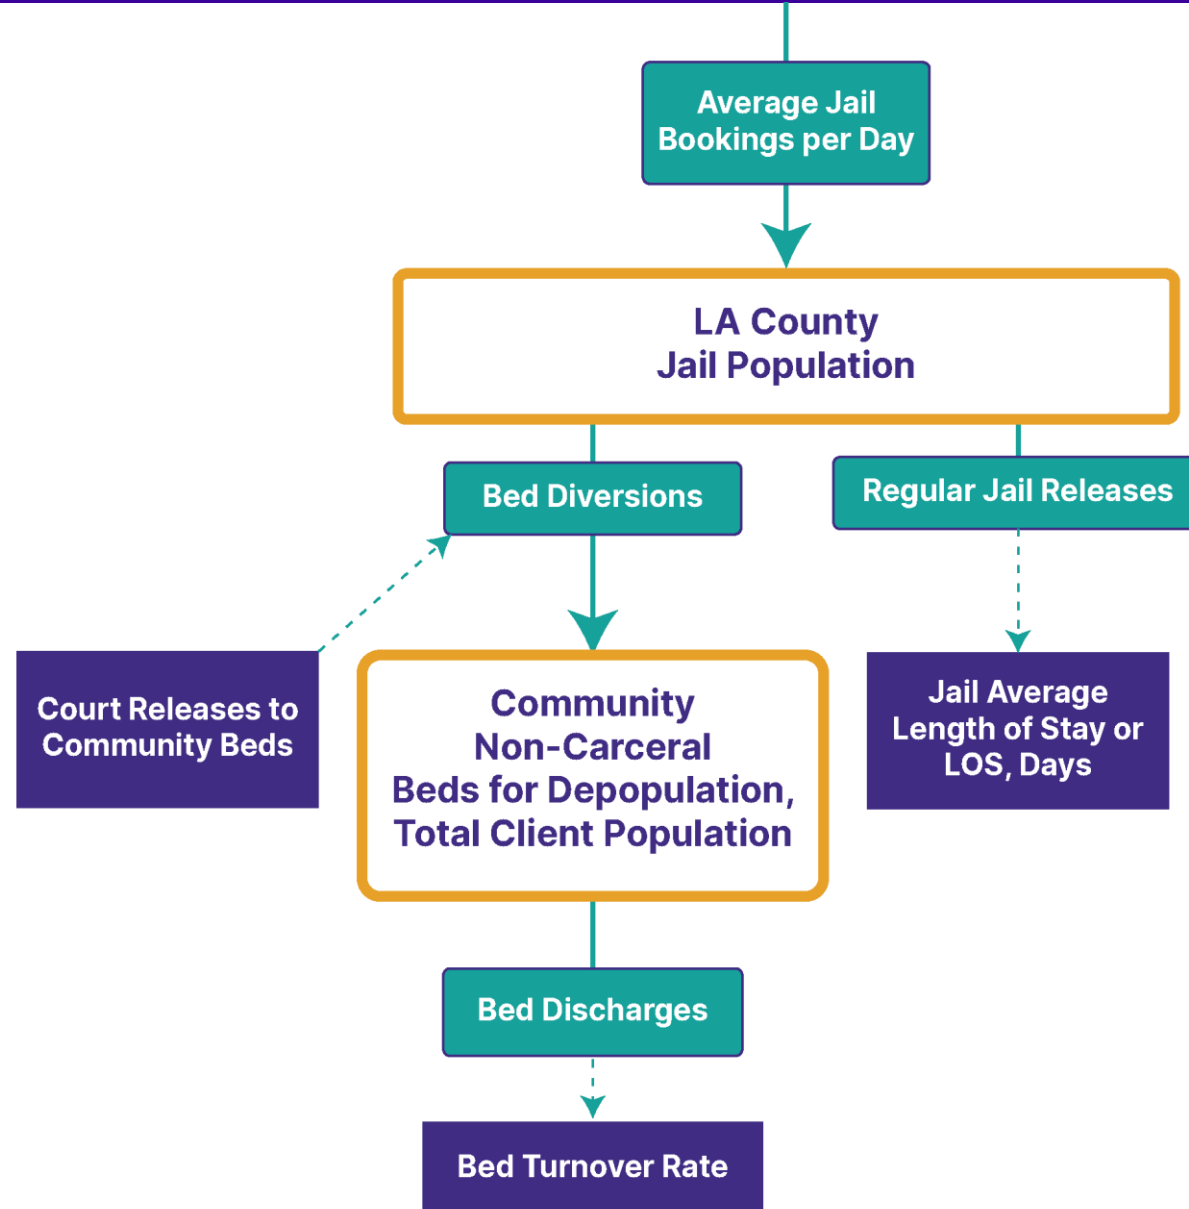 Average Jail
Bookings per Day
LA County
Jail Population
Bed Diversions
Regular Jail Releases
Court Releases to
Community Beds
Community
Non-Carceral
Beds for Depopulation,
Total Client Population
Jail Average
Length of Stay or
LOS, Days
Bed Discharges
Bed Turnover Rate